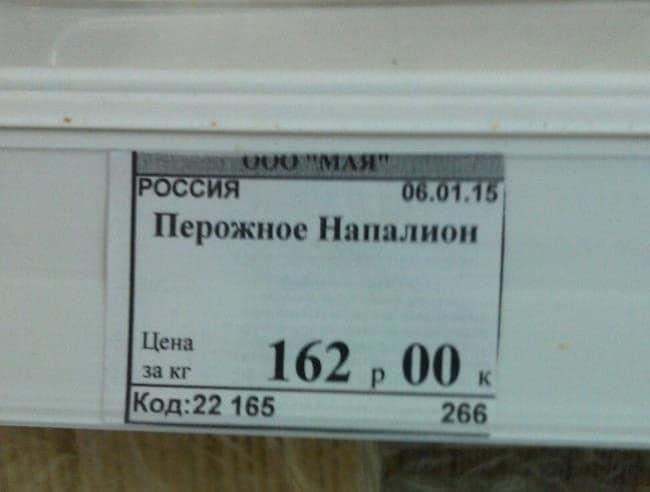 ООО "МАЯ"
РОССИЯ 06.01.15
Перожное Напалион
Цена
за кг 162 р 00 к
Код:22 165 266